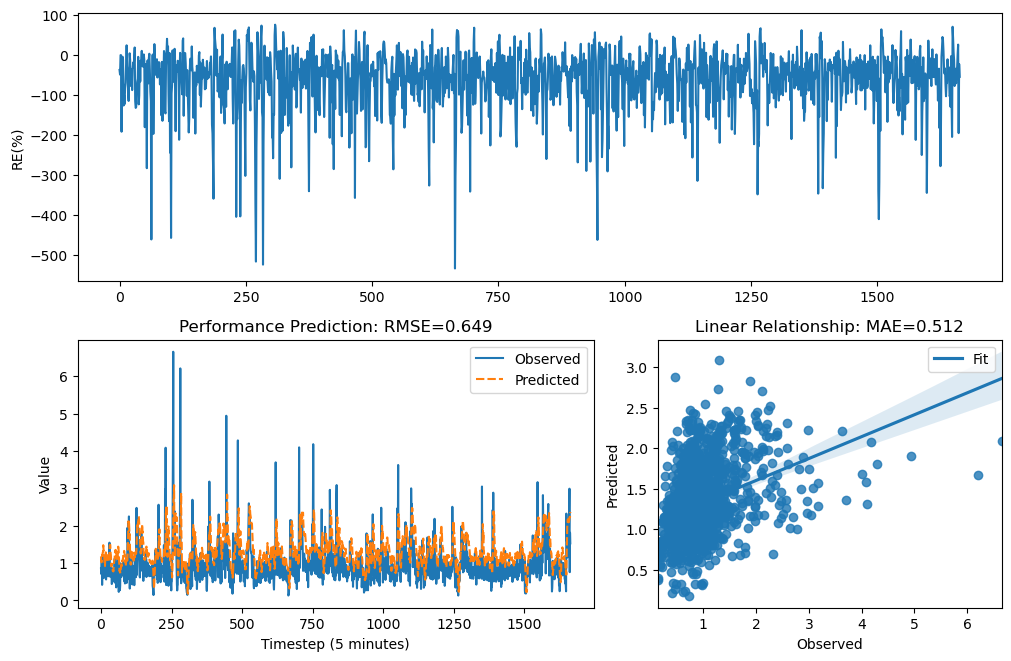 RE(%)
100
0
−100
−200
−300
−400
−500
0 250 500 750 1000 1250 1500
Performance Prediction: RMSE=0.649
Value
6
5
4
3
2
1
0
Observed
Predicted
0 250 500 750 1000 1250 1500
Timestep (5 minutes)
Linear Relationship: MAE=0.512
Predicted
3.0
2.5
2.0
1.5
1.0
0.5
Fit
1 2 3 4 5 6
Observed